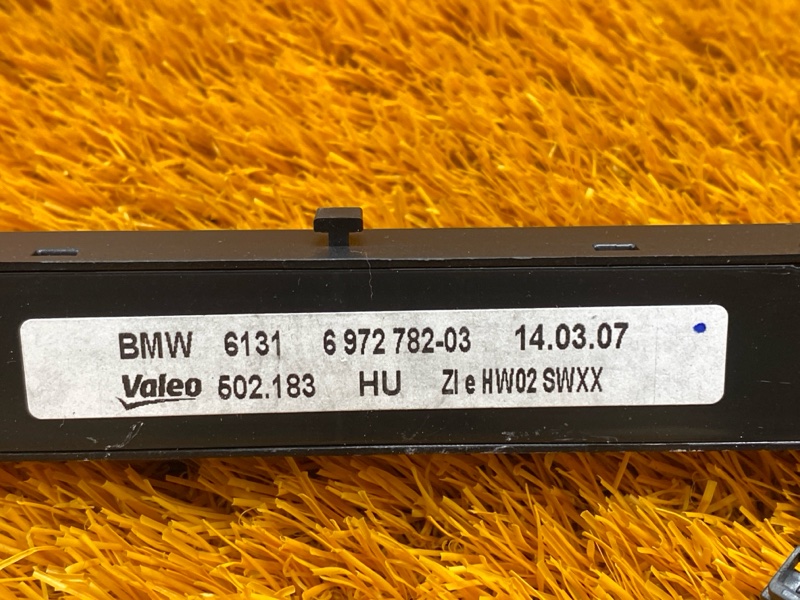 BMW 6131 6 972 782-03 14.03.07
Valeo 502.183 HU ZI e HW02 SWXX